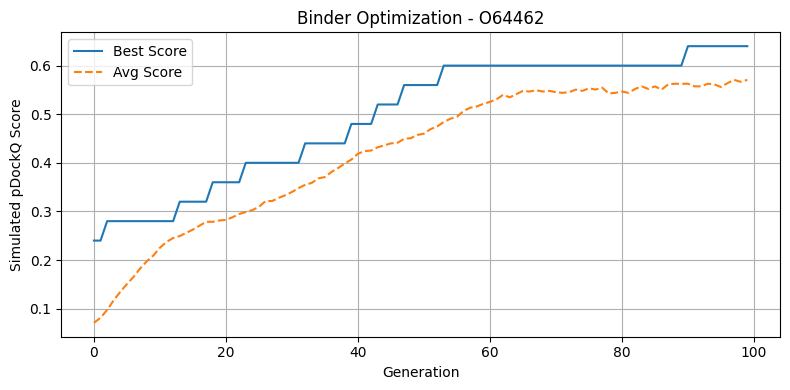 Binder Optimization - O64462
Best Score
Avg Score
0.6
0.5
0.4
0.3
0.2
0.1
Simulated pDockQ Score
0 20 40 60 80 100
Generation